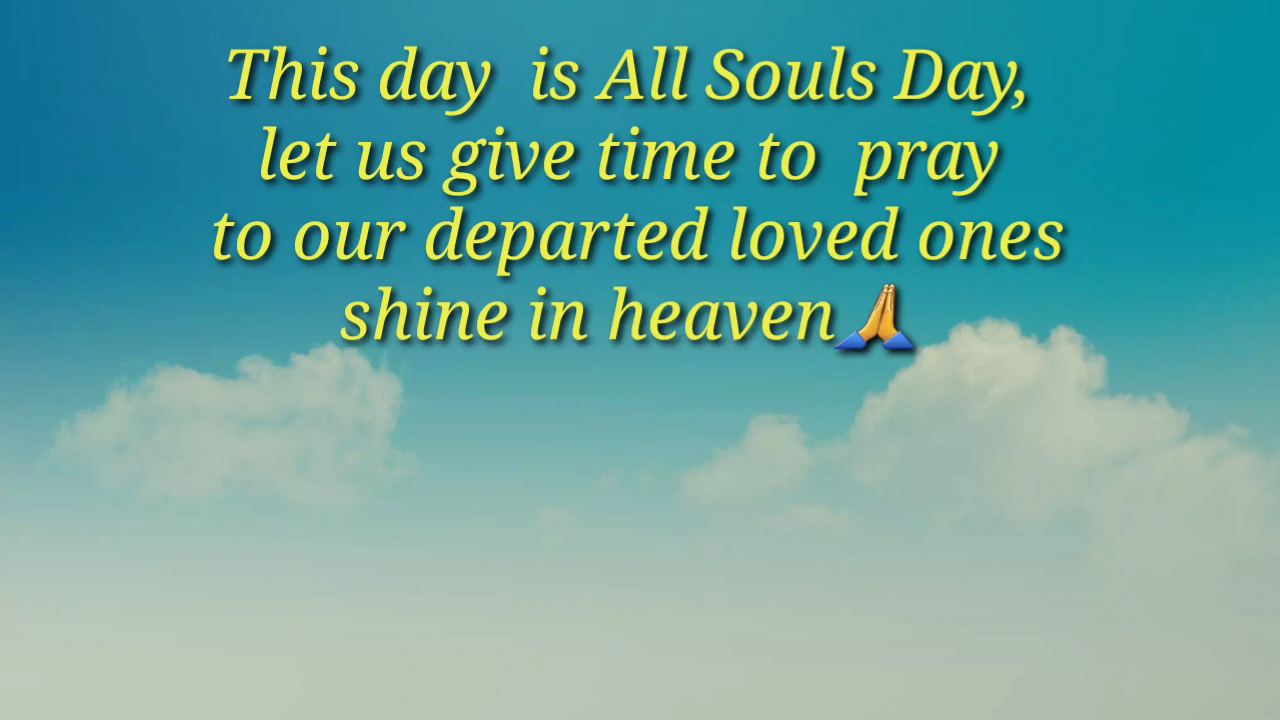 This day  is All Souls Day,
let us give time to  pray
to our departed loved ones
shine in heaven🙏